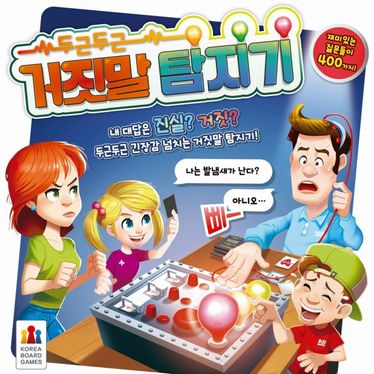 두근두근
거짓말 탐지기
재미있는
질문들이
400가지!
내 대답은 진실? 거짓?
두근두근 긴장감 넘치는 거짓말 탐지기!
나는 발냄새가 난다?
아니오…
삐–
KOREA
BOARD
GAMES